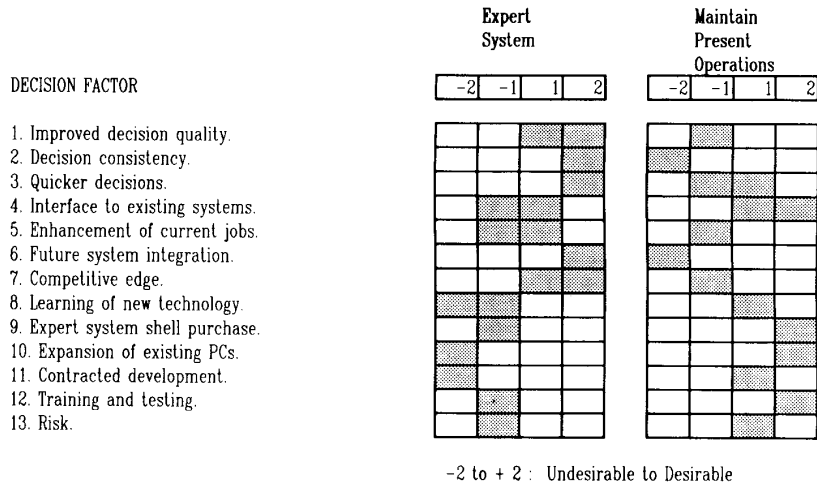 Expert
System
Maintain
Present
Operations
DECISION FACTOR
-2 -1 1 2
-2 -1 1 2
1. Improved decision quality.
2. Decision consistency.
3. Quicker decisions.
4. Interface to existing systems.
5. Enhancement of current jobs.
6. Future system integration.
7. Competitive edge.
8. Learning of new technology.
9. Expert system shell purchase.
10. Expansion of existing PCs.
11. Contracted development.
12. Training and testing.
13. Risk.
-2 to + 2 : Undesirable to Desirable